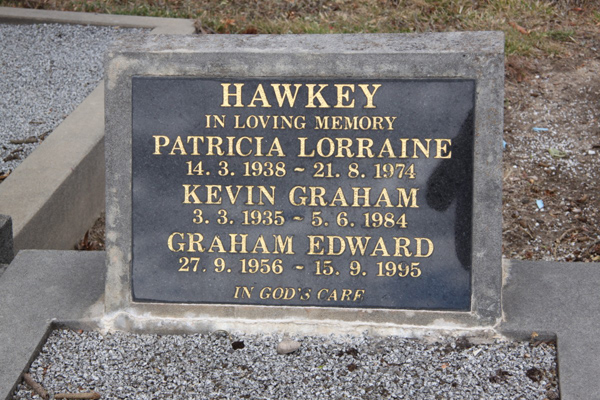 HAWKEY
IN LOVING MEMORY
PATRICIA LORRAINE
14. 3. 1938 ~ 21. 8. 1974
KEVIN GRAHAM
3. 3. 1935 ~ 5. 6. 1984
GRAHAM EDWARD
27. 9. 1956 ~ 15. 9. 1995
IN GOD'S CARE